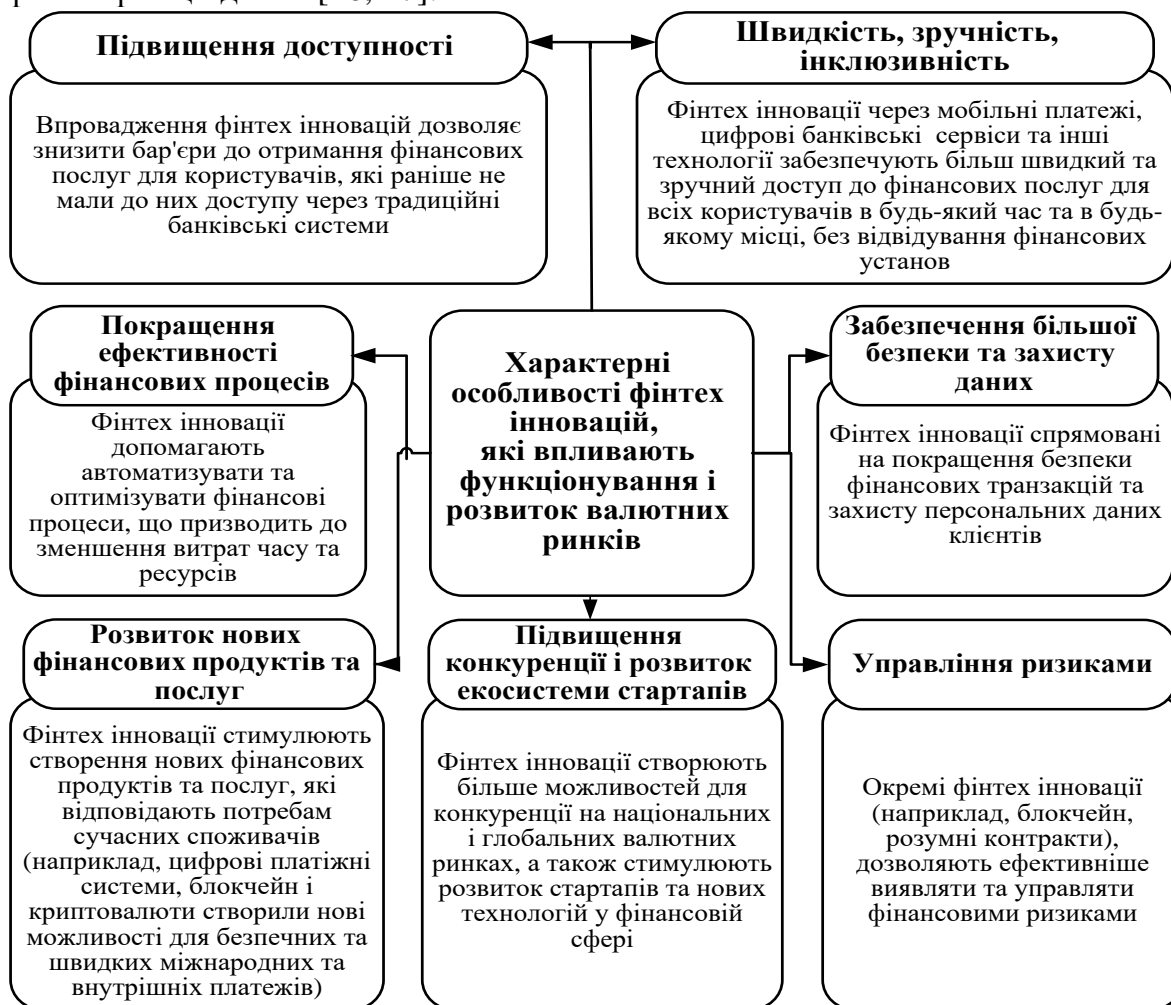 Підвищення доступності
Впровадження фінтех інновацій дозволяє
знизити бар'єри до отримання фінансових
послуг для користувачів, які раніше не
мали до них доступу через традиційні
банківські системи
Швидкість, зручність,
інклюзивність
Фінтех інновації через мобільні платежі,
цифрові банківські сервіси та інші
технології забезпечують більш швидкий та
зручний доступ до фінансових послуг для
всіх користувачів в будь-який час та в будь-
якому місці, без відвідування фінансових
установ
Покращення
ефективності
фінансових процесів
Фінтех інновації
допомагають
автоматизувати та
оптимізувати фінансові
процеси, що призводить до
зменшення витрат часу та
ресурсів
Характерні
особливості фінтех
інновацій,
які впливають
функціонування і
розвиток валютних
ринків
Забезпечення більшої
безпеки та захисту
даних
Фінтех інновації спрямовані
на покращення безпеки
фінансових транзакцій та
захисту персональних даних
клієнтів
Розвиток нових
фінансових продуктів та
послуг
Фінтех інновації стимулюють
створення нових фінансових
продуктів та послуг, які
відповідають потребам
сучасних споживачів
(наприклад, цифрові платіжні
системи, блокчейн і
криптовалюти створили нові
можливості для безпечних та
швидких міжнародних та
внутрішніх платежів)
Підвищення
конкуренції і розвиток
екосистеми стартапів
Фінтех інновації створюють
більше можливостей для
конкуренції на національних
і глобальних валютних
ринках, а також стимулюють
розвиток стартапів та нових
технологій у фінансовій
сфері
Управління ризиками
Окремі фінтех інновації
(наприклад, блокчейн,
розумні контракти),
дозволяють ефективніше
виявляти та управляти
фінансовими ризиками